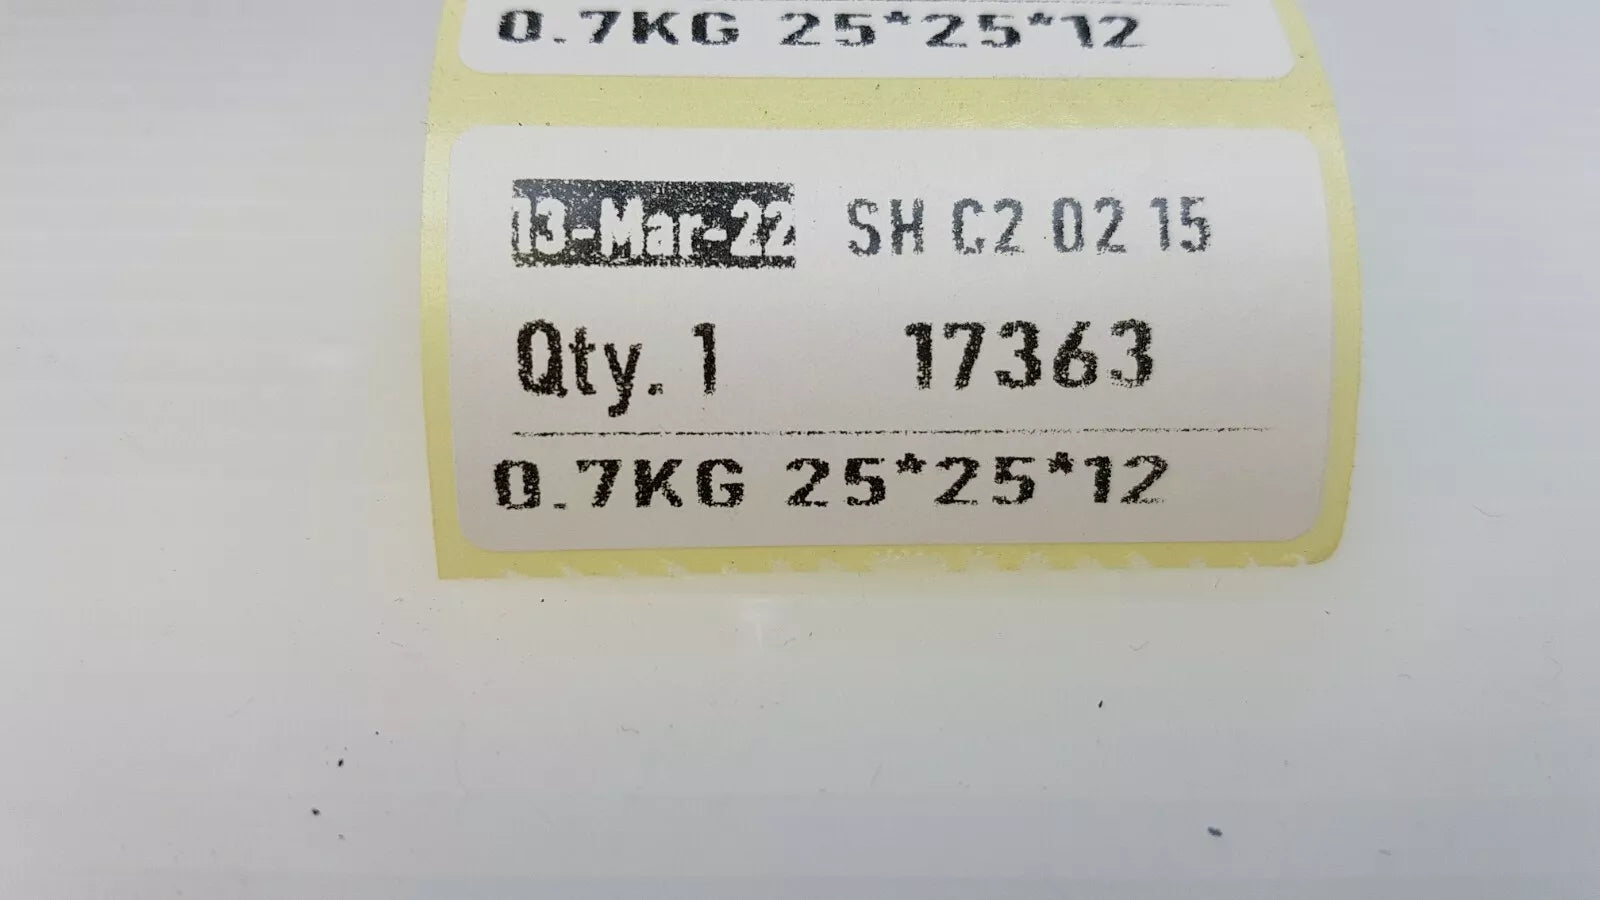 0.7KG 25*25*12
13-Mar-22 SH C2 02 15
Qty. 1 17363
0.7KG 25*25*12